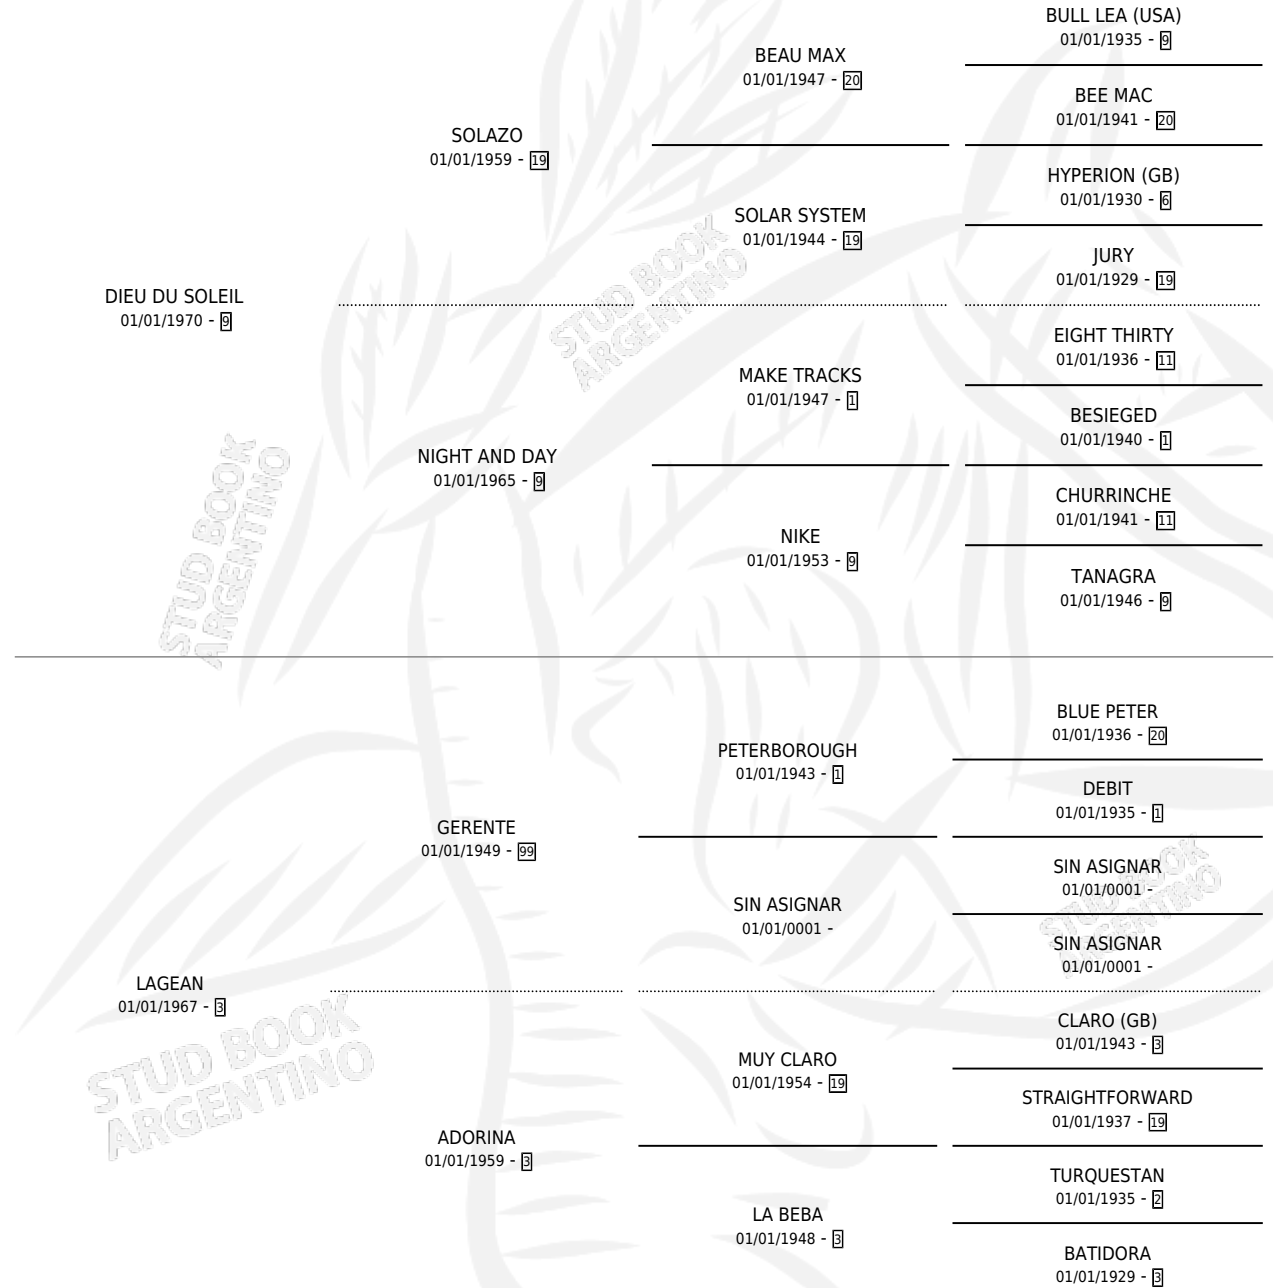 BULL LEA (USA)
01/01/1935 - 9
BEAU MAX
01/01/1947 - 20
BEE MAC
01/01/1941 - 20
SOLAZO
01/01/1959 - 19
HYPERION (GB)
01/01/1930 - 6
SOLAR SYSTEM
01/01/1944 - 19
JURY
01/01/1929 - 19
DIEU DU SOLEIL
01/01/1970 - 9
EIGHT THIRTY
01/01/1936 - 11
MAKE TRACKS
01/01/1947 - 1
BESIEGED
01/01/1940 - 1
NIGHT AND DAY
01/01/1965 - 9
CHURRINCHE
01/01/1941 - 11
NIKE
01/01/1953 - 9
TANAGRA
01/01/1946 - 9
BLUE PETER
01/01/1936 - 20
PETERBOROUGH
01/01/1943 - 1
DEBIT
01/01/1935 - 1
GERENTE
01/01/1949 - 99
SIN ASIGNAR
01/01/0001 -
SIN ASIGNAR
01/01/0001 -
SIN ASIGNAR
01/01/0001 -
LAGEAN
01/01/1967 - 3
CLARO (GB)
01/01/1943 - 3
MUY CLARO
01/01/1954 - 19
STRAIGHTFORWARD
01/01/1937 - 19
ADORINA
01/01/1959 - 3
TURQUESTAN
01/01/1935 - 2
LA BEBA
01/01/1948 - 3
BATIDORA
01/01/1929 - 3
STUD BOOK
ARGENTINO
STUD BOOK
ARGENTINO
STUD BOOK
ARGENTINO
STUD BOOK
ARGENTINO